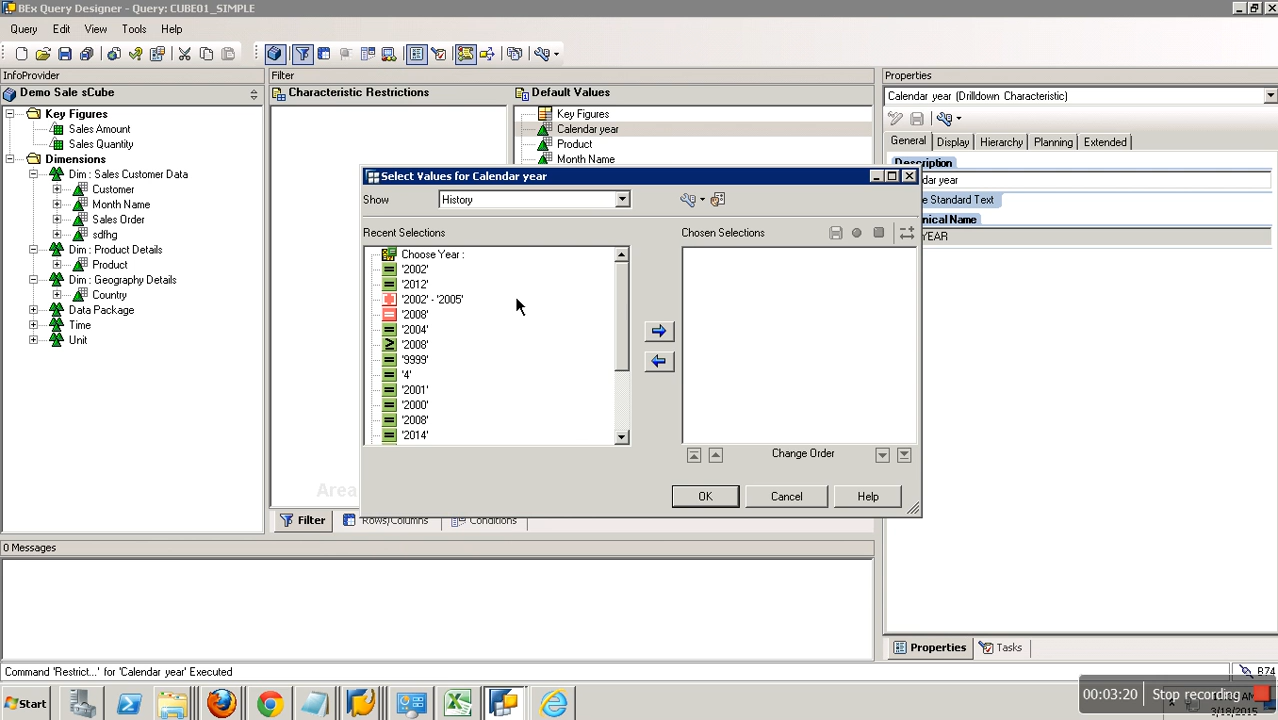 BEx Query Designer - Query: CUBE01_SIMPLE
Query Edit View Tools Help
InfoProvider
Filter
Properties
Demo Sale sCube
Characteristic Restrictions
Default Values
Calendar year (Drilldown Characteristic)
Key Figures
Sales Amount
Sales Quantity
Dimensions
Dim : Sales Customer Data
Customer
Month Name
Sales Order
sdfhg
Dim : Product Details
Product
Dim : Geography Details
Country
Data Package
Time
Unit
Key Figures
Calendar year
Product
Month Name
General Display Hierarchy Planning Extended
Description
dar year
e Standard Text
nical Name
YEAR
Select Values for Calendar year
Show History
Recent Selections
Chosen Selections
Choose Year :
'2002'
'2012'
'2002' - '2005'
'2008'
'2004'
'2008'
'9999'
'4'
'2001'
'2000'
'2008'
'2014'
Change Order
OK Cancel Help
Area
Filter Rows/Columns Conditions
0 Messages
Properties Tasks
Command 'Restrict...' for 'Calendar year' Executed
B74
Start
00:03:20 Stop recording
3/18/2015